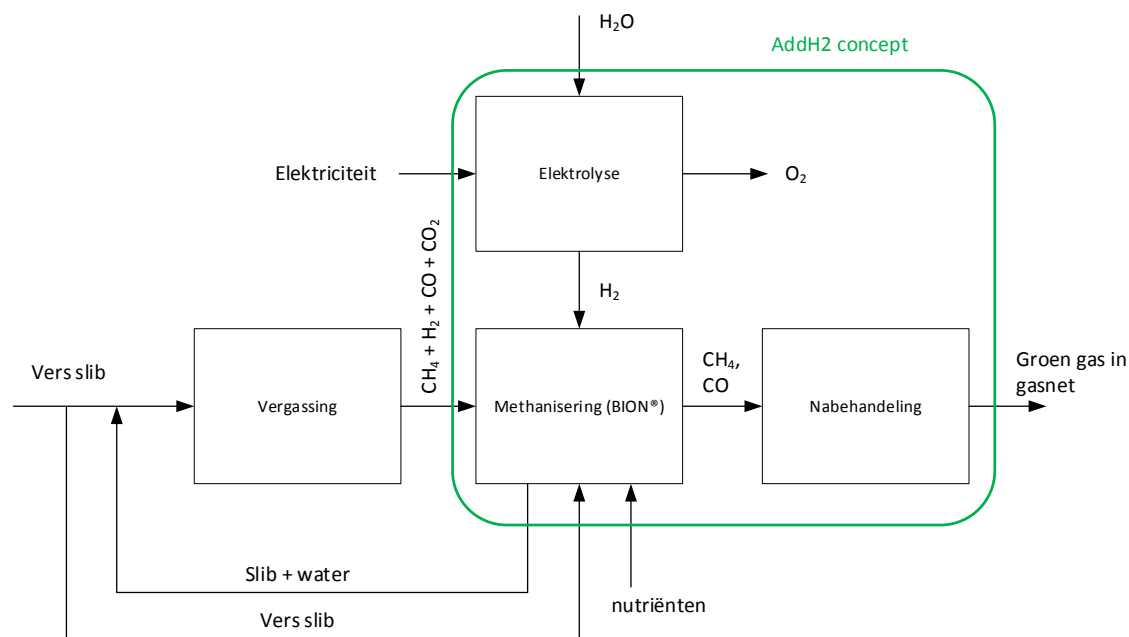 H₂O
AddH2 concept
Elektriciteit
Elektrolyse
O₂
CH₄ + H₂ + CO + CO₂
H₂
Vers slib
Vergassing
Methanisering (BION®)
CH₄,
CO
Nabehandeling
Groen gas in
gasnet
Slib + water
nutriënten
Vers slib